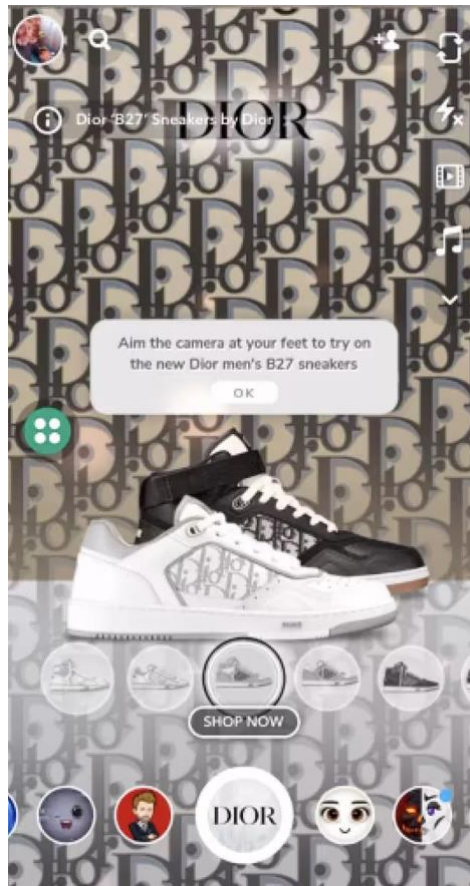 Dior 'B27' Sneakers by Dior
DIOR
Aim the camera at your feet to try on
the new Dior men's B27 sneakers
OK
SHOP NOW
DIOR